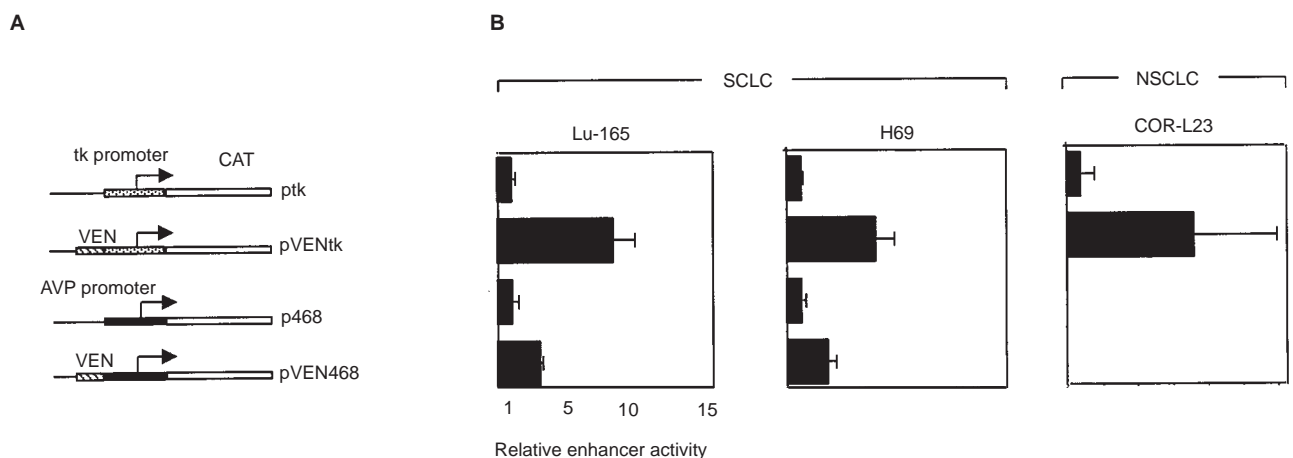 A
tk promoter
CAT
ptk
VEN
pVENtk
AVP promoter
p468
VEN
pVEN468
B
SCLC
NSCLC
Lu-165
H69
COR-L23
1 5 10 15
Relative enhancer activity